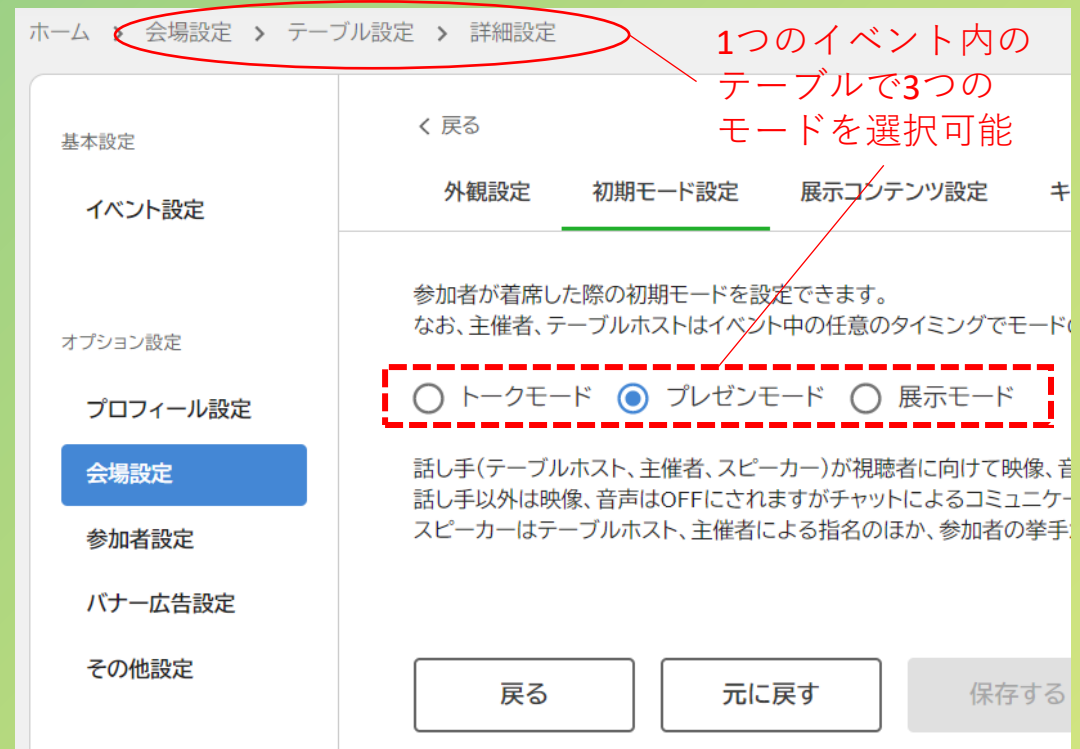 ホーム > 会場設定 > テーブル設定 > 詳細設定
1つのイベント内の
テーブルで3つの
モードを選択可能
基本設定
イベント設定
オプション設定
プロフィール設定
会場設定
参加者設定
バナー広告設定
その他設定
< 戻る
外観設定 初期モード設定 展示コンテンツ設定 キ
参加者が着席した際の初期モードを設定できます。
なお、主催者、テーブルホストはイベント中の任意のタイミングでモード
トークモード プレゼンモード 展示モード
話し手(テーブルホスト、主催者、スピーカー)が視聴者に向けて映像、音
話し手以外は映像、音声はOFFにされますがチャットによるコミュニケー
スピーカーはテーブルホスト、主催者による指名のほか、参加者の挙手
戻る 元に戻す 保存する